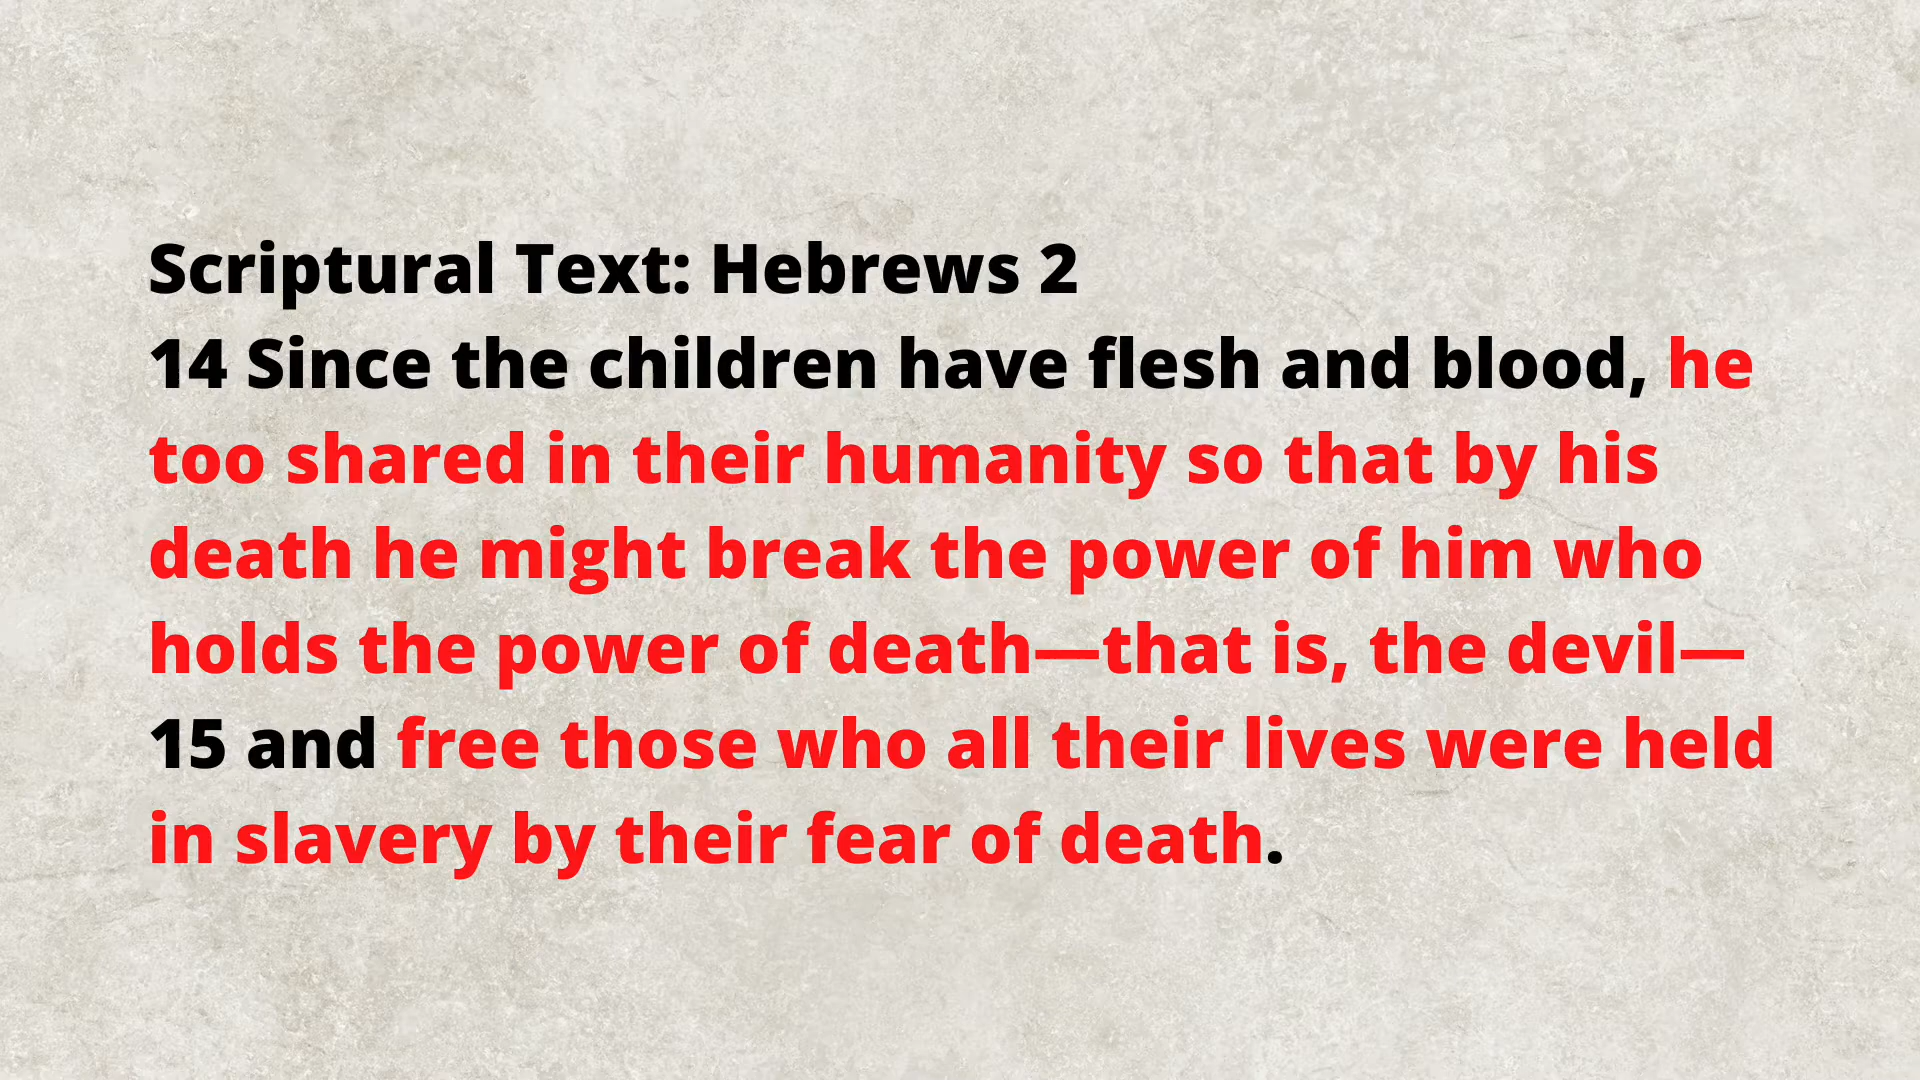 Scriptural Text: Hebrews 2
14 Since the children have flesh and blood, he
too shared in their humanity so that by his
death he might break the power of him who
holds the power of death—that is, the devil—
15 and free those who all their lives were held
in slavery by their fear of death.